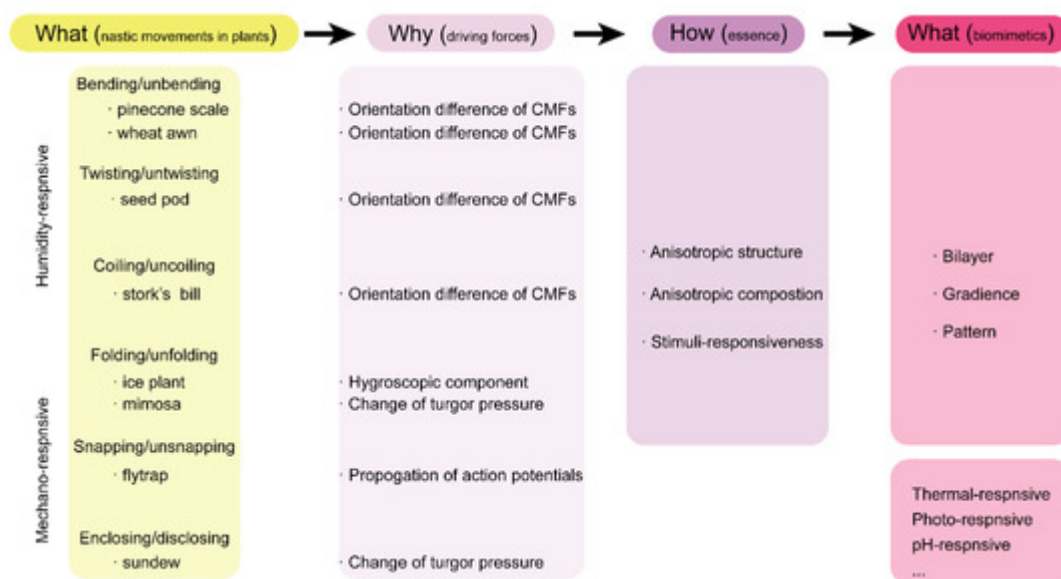 What (nastic movements in plants)
Why (driving forces)
How (essence)
What (biomimetics)
Humidity-respnsive
Mechano-respnsive
Bending/unbending
· pinecone scale
· wheat awn
Twisting/untwisting
· seed pod
Coiling/uncoiling
· stork's bill
Folding/unfolding
· ice plant
· mimosa
Snapping/unsnapping
· flytrap
Enclosing/disclosing
· sundew
· Orientation difference of CMFs
· Orientation difference of CMFs
· Orientation difference of CMFs
· Orientation difference of CMFs
· Hygroscopic component
· Change of turgor pressure
· Propogation of action potentials
· Change of turgor pressure
· Anisotropic structure
· Anisotropic compostion
· Stimuli-responsiveness
· Bilayer
· Gradience
· Pattern
Thermal-respnsive
Photo-respnsive
pH-respnsive
...